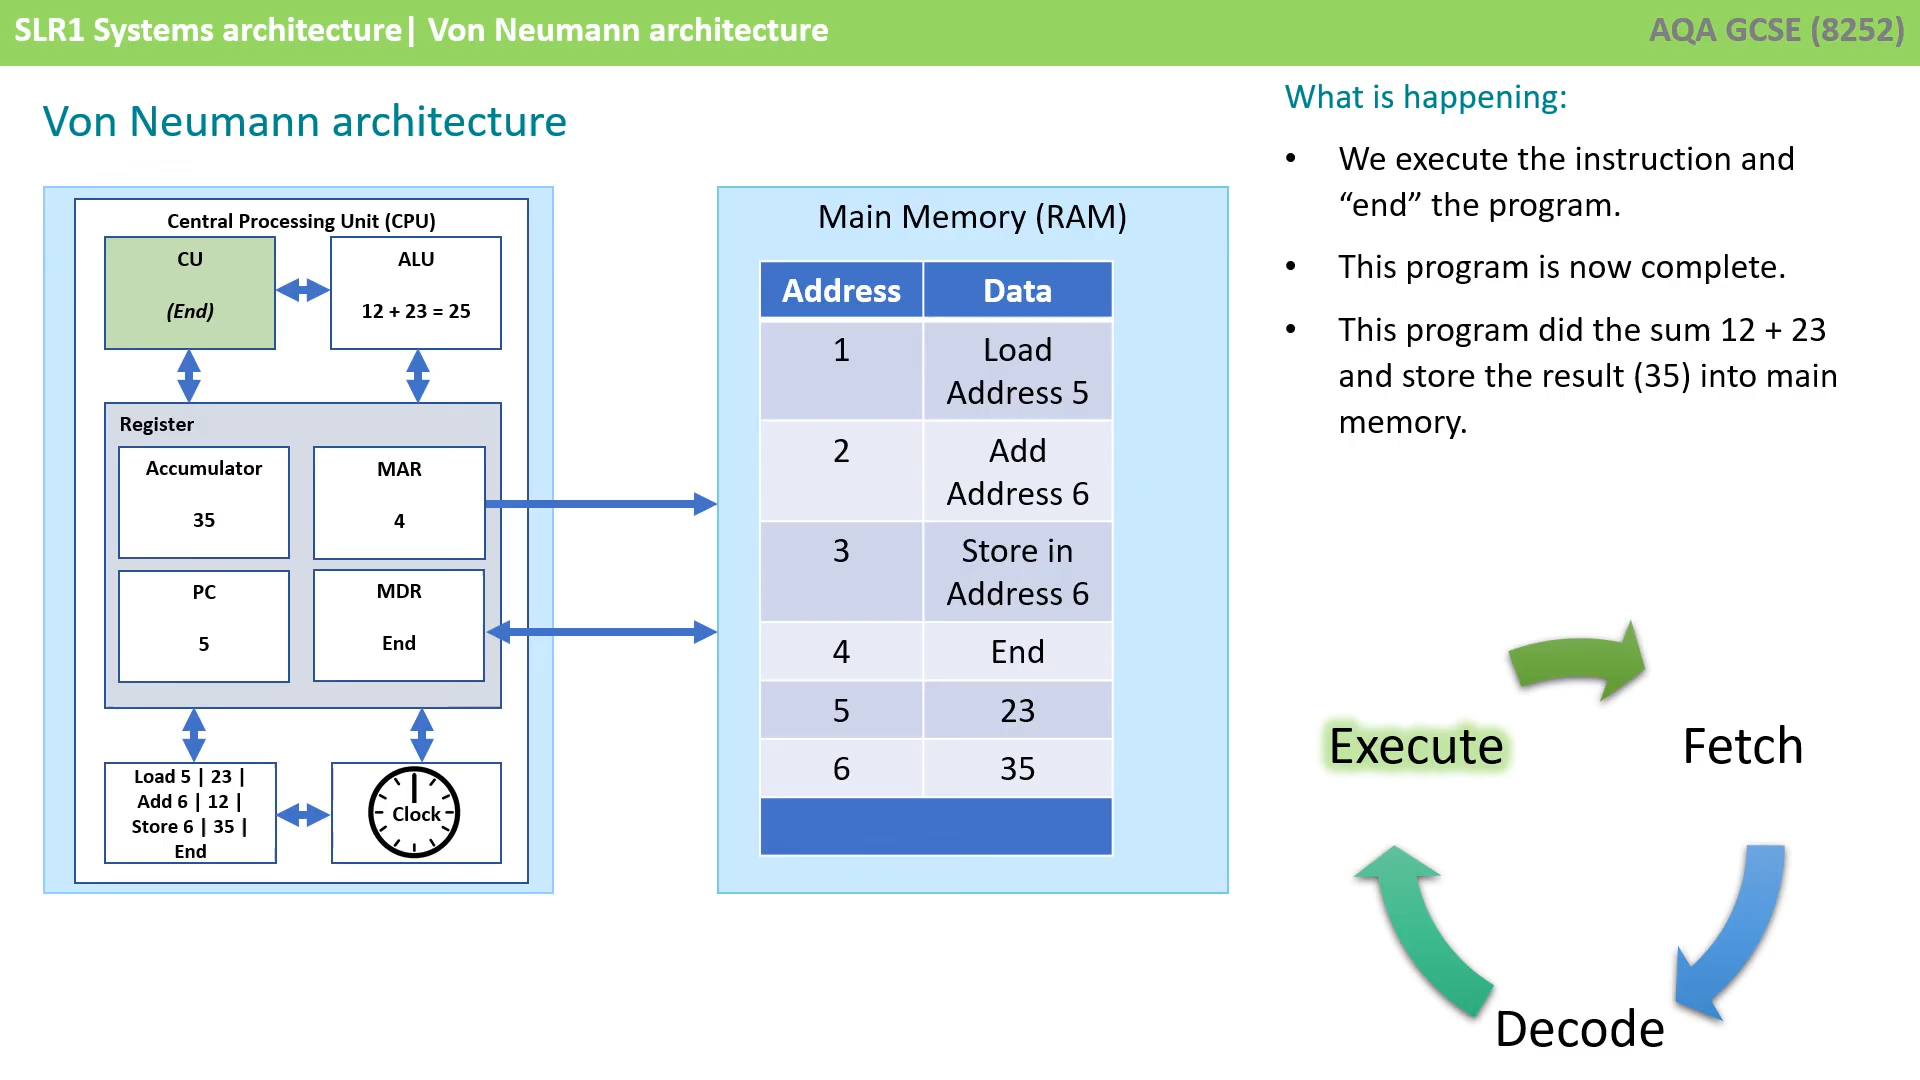 SLR1 Systems architecture| Von Neumann architecture
AQA GCSE (8252)
Von Neumann architecture
Central Processing Unit (CPU)
CU
(End)
ALU
12 + 23 = 25
Register
Accumulator
35
MAR
4
PC
5
MDR
End
Load 5 | 23 |
Add 6 | 12 |
Store 6 | 35 |
End
Clock
Main Memory (RAM)
Address Data
1 Load
Address 5
2 Add
Address 6
3 Store in
Address 6
4 End
5 23
6 35
What is happening:
• We execute the instruction and
“end” the program.
• This program is now complete.
• This program did the sum 12 + 23
and store the result (35) into main
memory.
Execute
Fetch
Decode